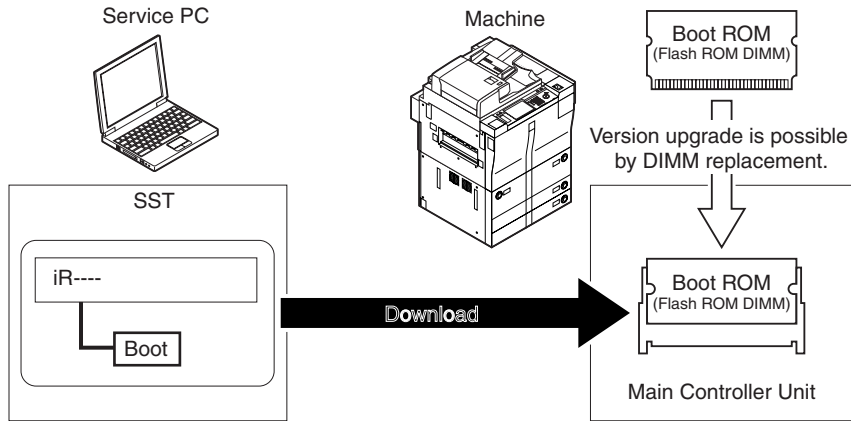 Service PC
Machine
Boot ROM
(Flash ROM DIMM)
Version upgrade is possible
by DIMM replacement.
SST
iR----
Boot
Download
Boot ROM
(Flash ROM DIMM)
Main Controller Unit